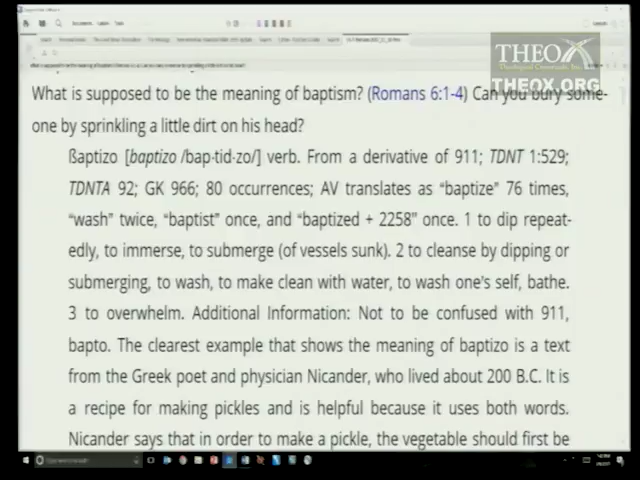 THEOX
THEOX.ORG
What is supposed to be the meaning of baptism? (Romans 6:1-4) Can you bury some-
one by sprinkling a little dirt on his head?
ßaptizo [baptizo /bap·tid·zo/] verb. From a derivative of 911; TDNT 1:529;
TDNTA 92; GK 966; 80 occurrences; AV translates as “baptize” 76 times,
“wash” twice, “baptist” once, and “baptized + 2258” once. 1 to dip repeat-
edly, to immerse, to submerge (of vessels sunk). 2 to cleanse by dipping or
submerging, to wash, to make clean with water, to wash one's self, bathe.
3 to overwhelm. Additional Information: Not to be confused with 911,
bapto. The clearest example that shows the meaning of baptizo is a text
from the Greek poet and physician Nicander, who lived about 200 B.C. It is
a recipe for making pickles and is helpful because it uses both words.
Nicander says that in order to make a pickle, the vegetable should first be